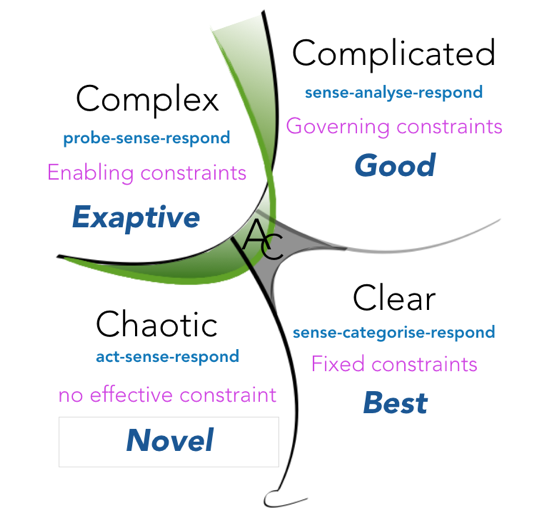 Complex
probe-sense-respond
Enabling constraints
Exaptive
Complicated
sense-analyse-respond
Governing constraints
Good
A
C
Chaotic
act-sense-respond
no effective constraint
Novel
Clear
sense-categorise-respond
Fixed constraints
Best